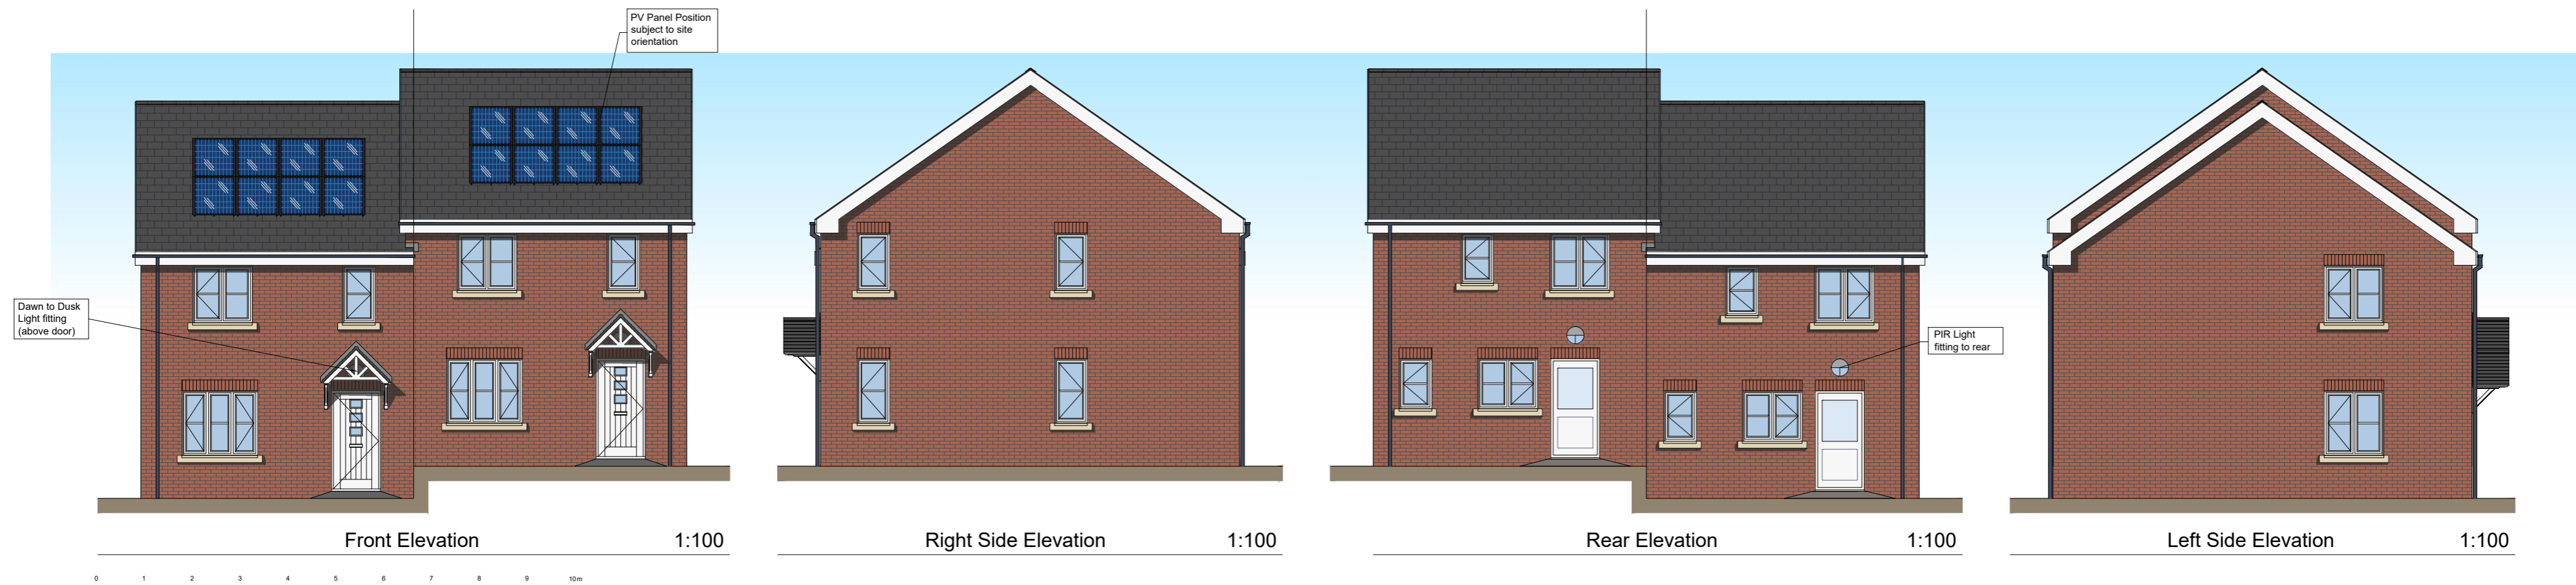 PV Panel Position
subject to site
orientation
Dawn to Dusk
Light fitting
(above door)
PIR Light
fitting to rear
Front Elevation 1:100
Right Side Elevation 1:100
Rear Elevation 1:100
Left Side Elevation 1:100
0 1 2 3 4 5 6 7 8 9 10m